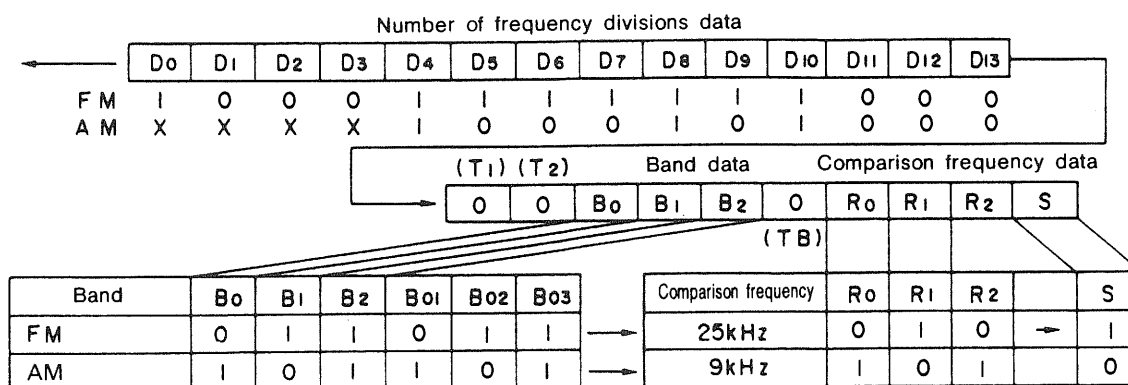 Number of frequency divisions data
D0 D1 D2 D3 D4 D5 D6 D7 D8 D9 D10 D11 D12 D13
FM 1 0 0 0 1 1 1 1 1 1 1 0 0 0
AM X X X X 1 0 0 0 1 0 1 0 0 0
(T1) (T2) Band data Comparison frequency data
0 0 B0 B1 B2 0 R0 R1 R2 S
(TB)
Band B0 B1 B2 B01 B02 B03 Comparison frequency R0 R1 R2 S
FM 0 1 1 0 1 1 → 25kHz 0 1 0 → 1
AM 1 0 1 1 0 1 → 9kHz 1 0 1 0